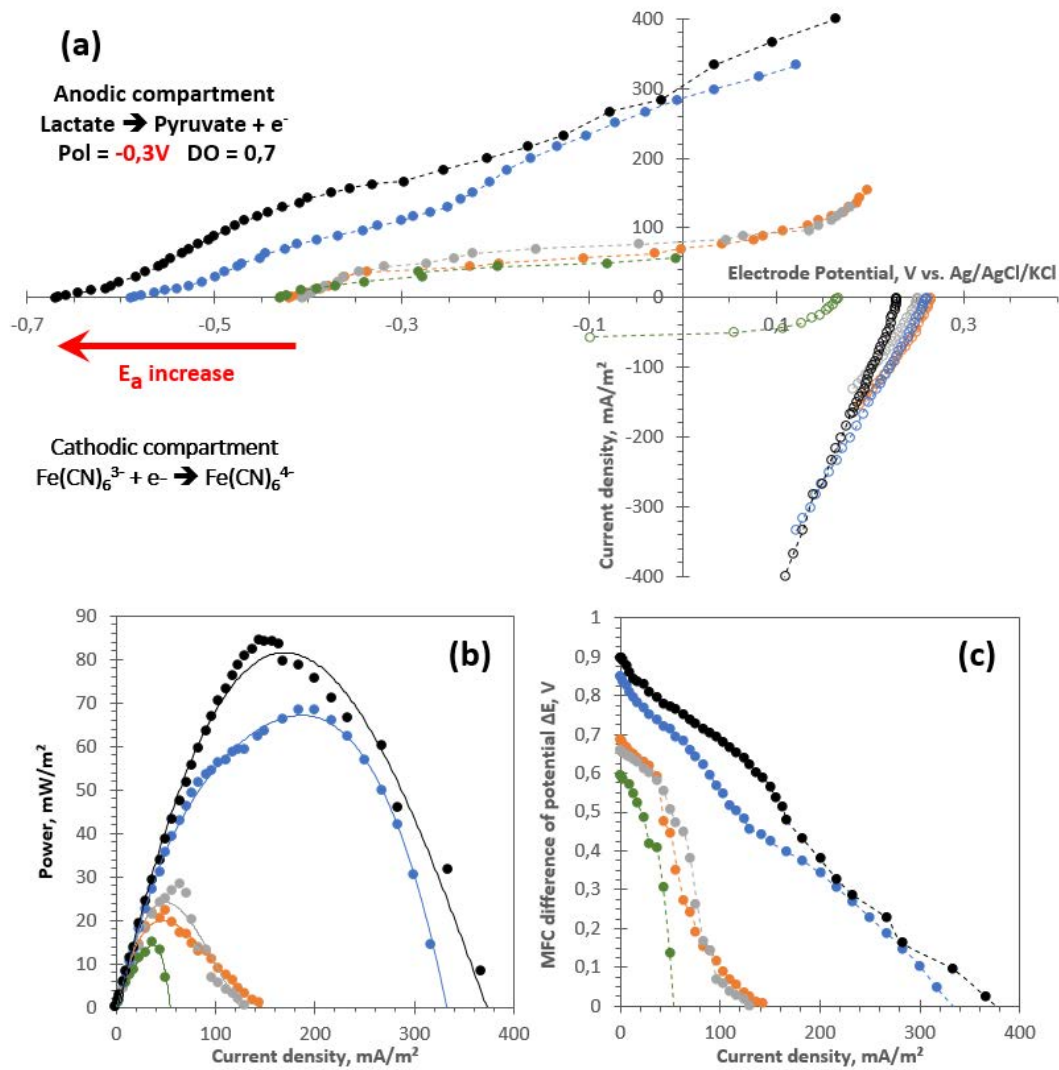 (a)
Anodic compartment
Lactate ➔ Pyruvate + e⁻
Pol = -0,3V DO = 0,7
400
300
200
100
0
Electrode Potential, V vs. Ag/AgCl/KCl
-0,7 -0,5 -0,3 -0,1 0,1 0,3
Eₐ increase
Cathodic compartment
Fe(CN)₆³⁻ + e- ➔ Fe(CN)₆⁴⁻
Current density, mA/m²
-100
-200
-300
-400
(b)
Power, mW/m²
90
80
70
60
50
40
30
20
10
0
0 100 200 300 400
Current density, mA/m²
(c)
MFC difference of potential ΔE, V
1
0,9
0,8
0,7
0,6
0,5
0,4
0,3
0,2
0,1
0
0 100 200 300 400
Current density, mA/m²